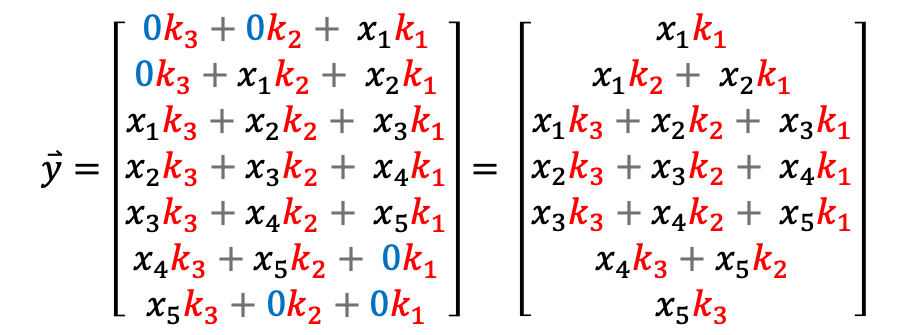 0k₃ + 0k₂ + x₁k₁ x₁k₁
0k₃ + x₁k₂ + x₂k₁ x₁k₂ + x₂k₁
x₁k₃ + x₂k₂ + x₃k₁ x₁k₃ + x₂k₂ + x₃k₁
y⃗ = x₂k₃ + x₃k₂ + x₄k₁ = x₂k₃ + x₃k₂ + x₄k₁
x₃k₃ + x₄k₂ + x₅k₁ x₃k₃ + x₄k₂ + x₅k₁
x₄k₃ + x₅k₂ + 0k₁ x₄k₃ + x₅k₂
x₅k₃ + 0k₂ + 0k₁ x₅k₃